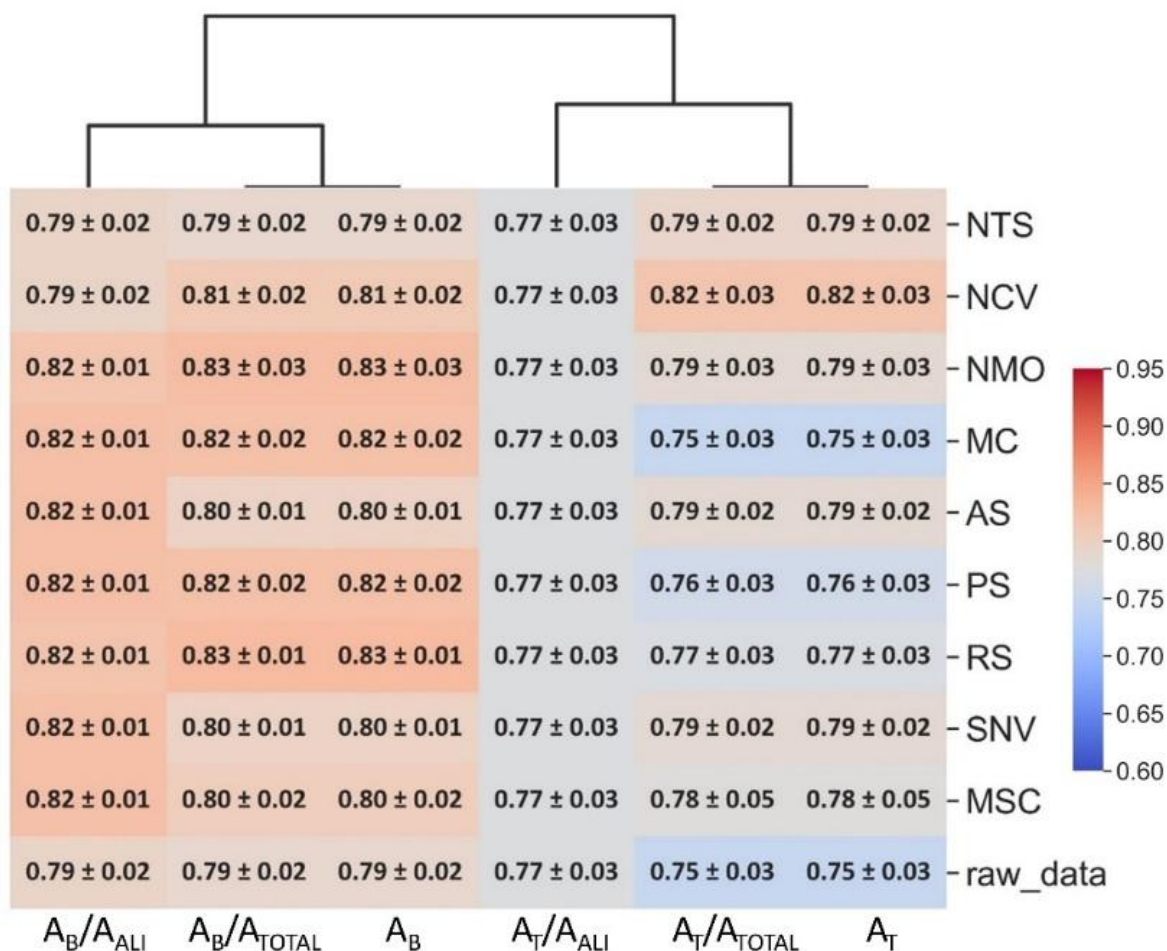 0.79 ± 0.02 0.79 ± 0.02 0.79 ± 0.02 0.77 ± 0.03 0.79 ± 0.02 0.79 ± 0.02 NTS
0.79 ± 0.02 0.81 ± 0.02 0.81 ± 0.02 0.77 ± 0.03 0.82 ± 0.03 0.82 ± 0.03 NCV
0.82 ± 0.01 0.83 ± 0.03 0.83 ± 0.03 0.77 ± 0.03 0.79 ± 0.03 0.79 ± 0.03 NMO
0.82 ± 0.01 0.82 ± 0.02 0.82 ± 0.02 0.77 ± 0.03 0.75 ± 0.03 0.75 ± 0.03 MC
0.82 ± 0.01 0.80 ± 0.01 0.80 ± 0.01 0.77 ± 0.03 0.79 ± 0.02 0.79 ± 0.02 AS
0.82 ± 0.01 0.82 ± 0.02 0.82 ± 0.02 0.77 ± 0.03 0.76 ± 0.03 0.76 ± 0.03 PS
0.82 ± 0.01 0.83 ± 0.01 0.83 ± 0.01 0.77 ± 0.03 0.77 ± 0.03 0.77 ± 0.03 RS
0.82 ± 0.01 0.80 ± 0.01 0.80 ± 0.01 0.77 ± 0.03 0.79 ± 0.02 0.79 ± 0.02 SNV
0.82 ± 0.01 0.80 ± 0.02 0.80 ± 0.02 0.77 ± 0.03 0.78 ± 0.05 0.78 ± 0.05 MSC
0.79 ± 0.02 0.79 ± 0.02 0.79 ± 0.02 0.77 ± 0.03 0.75 ± 0.03 0.75 ± 0.03 raw_data
A_B/A_ALI A_B/A_TOTAL A_B A_T/A_ALI A_T/A_TOTAL A_T
0.95
0.90
0.85
0.80
0.75
0.70
0.65
0.60